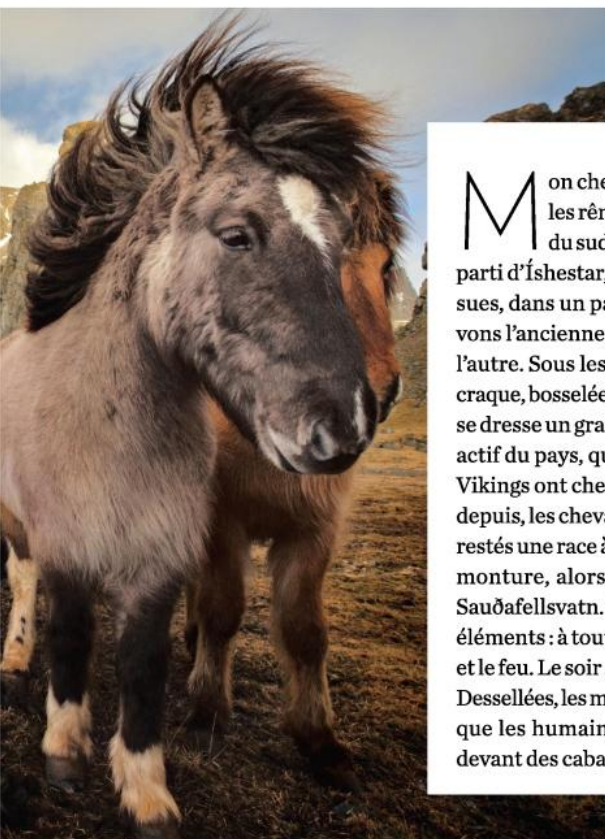 Mon che
les rên
du sud
parti d’Íshestar,
sues, dans un pa
vons l’ancienne
l’autre. Sous les
craque, bosselée
se dresse un gra
actif du pays, qu
Vikings ont che
depuis, les cheva
restés une race à
monture, alors
Sauðafellsvatn.
éléments : à tou
et le feu. Le soir
Dessellées, les m
que les humain
devant des caba